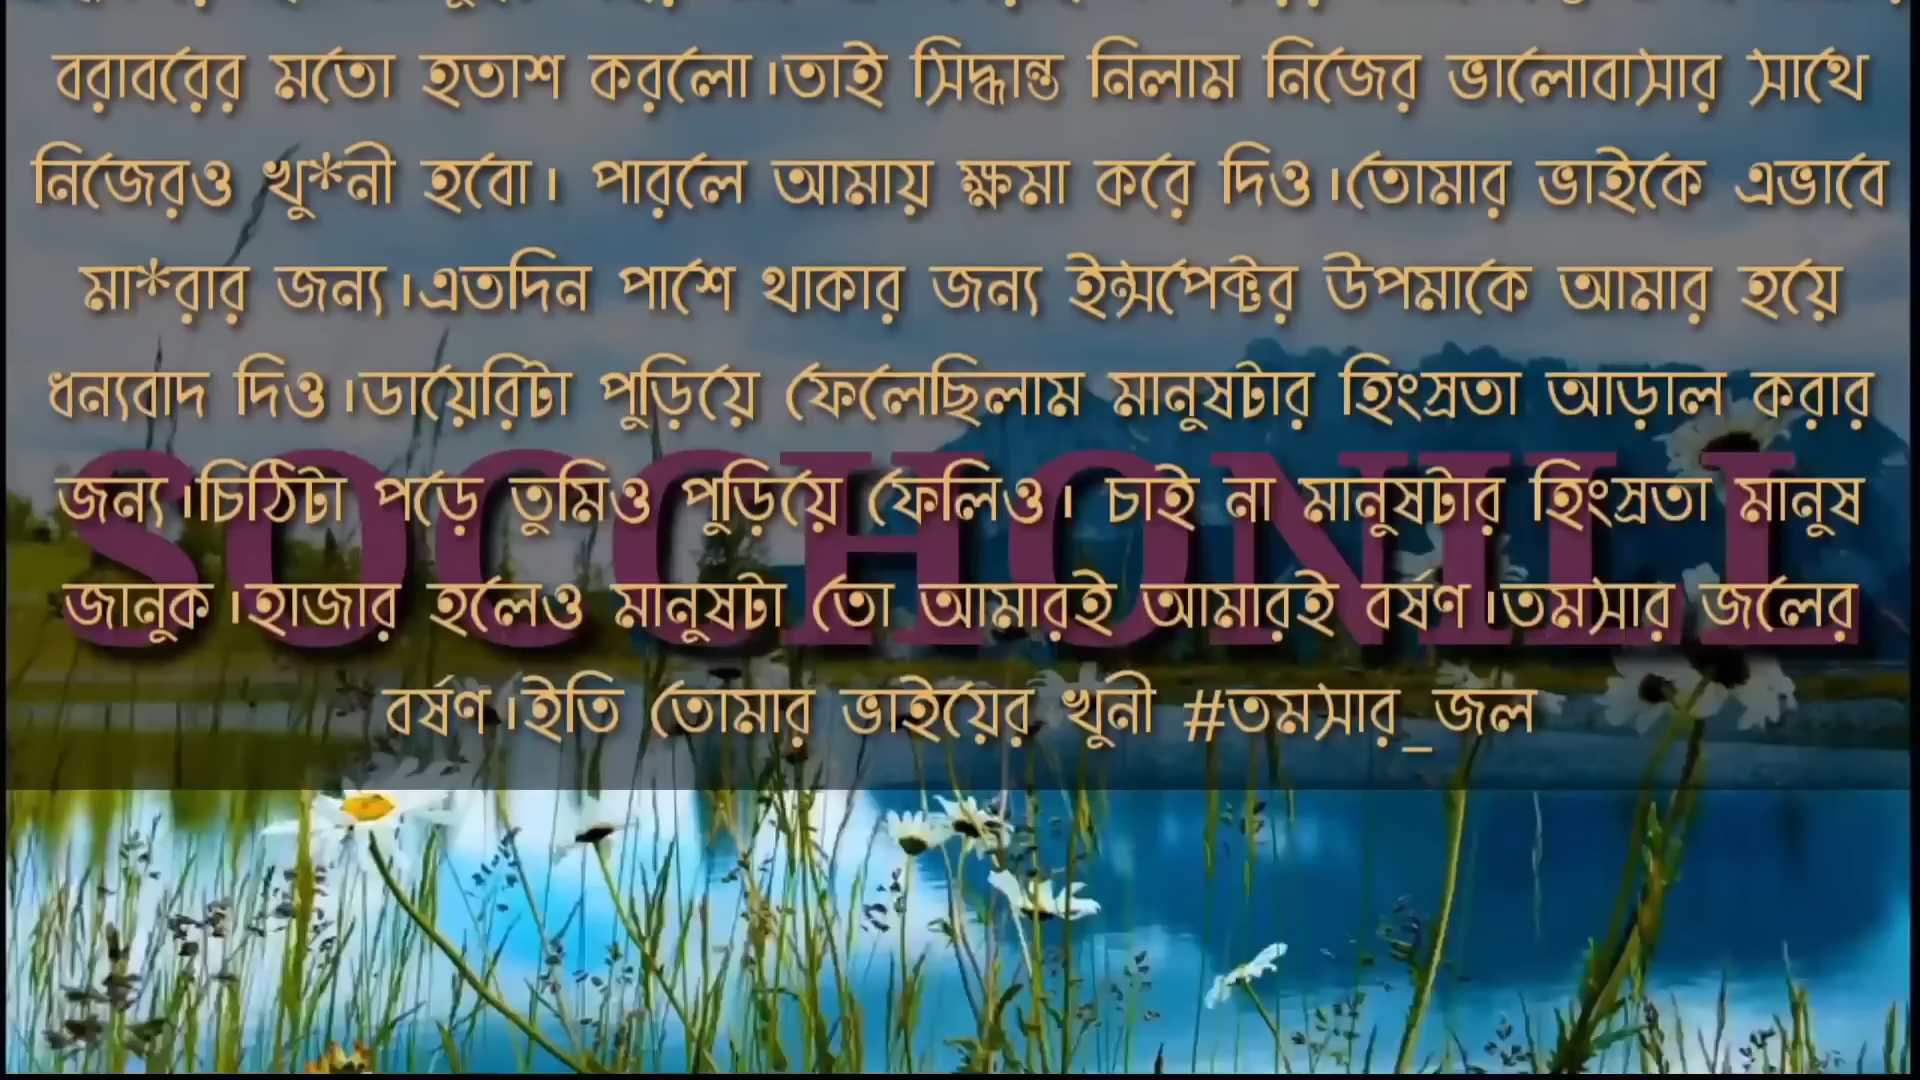 বরাবরের মতো হতাশ করলো।তাই সিদ্ধান্ত নিলাম নিজের ভালোবাসার সাথে
নিজেরও খু*নী হবো। পারলে আমায় ক্ষমা করে দিও।তোমার ভাইকে এভাবে
মা*রার জন্য।এতদিন পাশে থাকার জন্য ইন্সপেক্টর উপমাকে আমার হয়ে
ধন্যবাদ দিও।ডায়েরিটা পুড়িয়ে ফেলেছিলাম মানুষটার হিংস্রতা আড়াল করার
জন্য।চিঠিটা পড়ে তুমিও পুড়িয়ে ফেলিও। চাই না মানুষটার হিংস্রতা মানুষ
SOCCHONILL
জানুক।হাজার হলেও মানুষটা তো আমারই আমারই বর্ষণ।তমসার জলের
বর্ষণ।ইতি তোমার ভাইয়ের খুনী #তমসার_জল